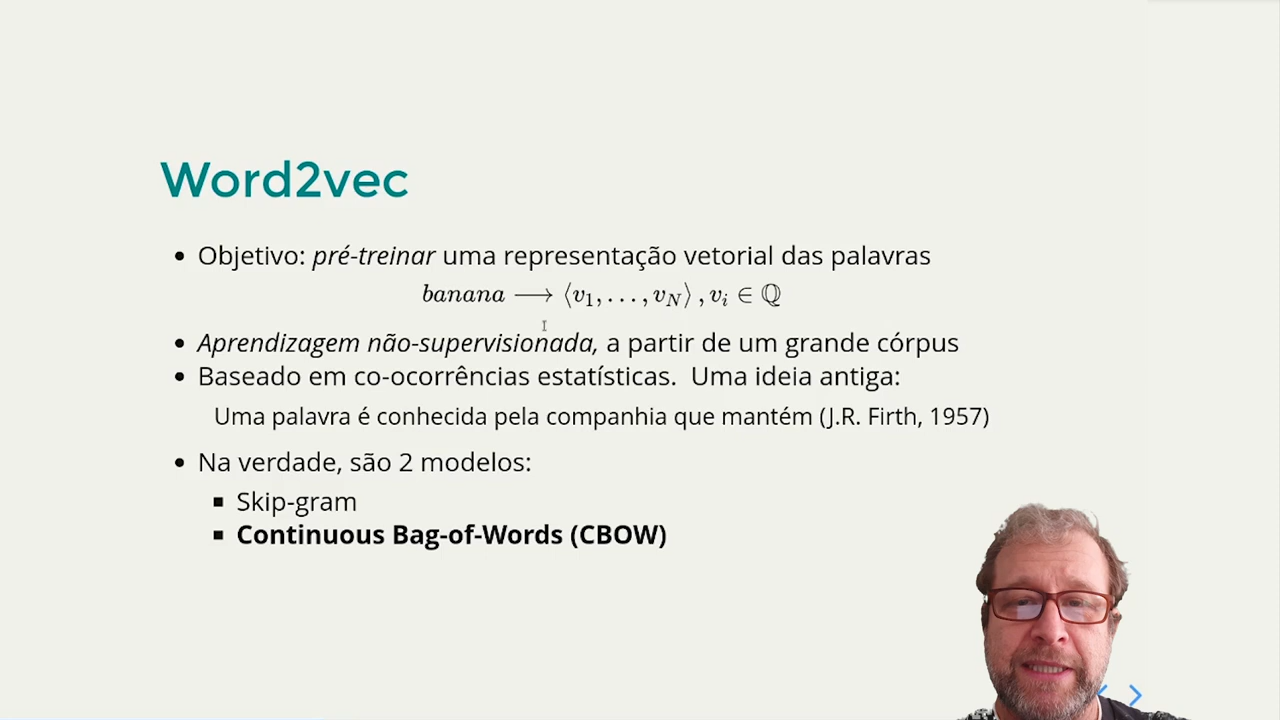 Word2vec
• Objetivo: pré-treinar uma representação vetorial das palavras
banana ⟶ ⟨v₁, . . . , v_N⟩ , vᵢ ∈ ℚ
• Aprendizagem não-supervisionada, a partir de um grande córpus
• Baseado em co-ocorrências estatísticas. Uma ideia antiga:
Uma palavra é conhecida pela companhia que mantém (J.R. Firth, 1957)
• Na verdade, são 2 modelos:
▪ Skip-gram
▪ Continuous Bag-of-Words (CBOW)